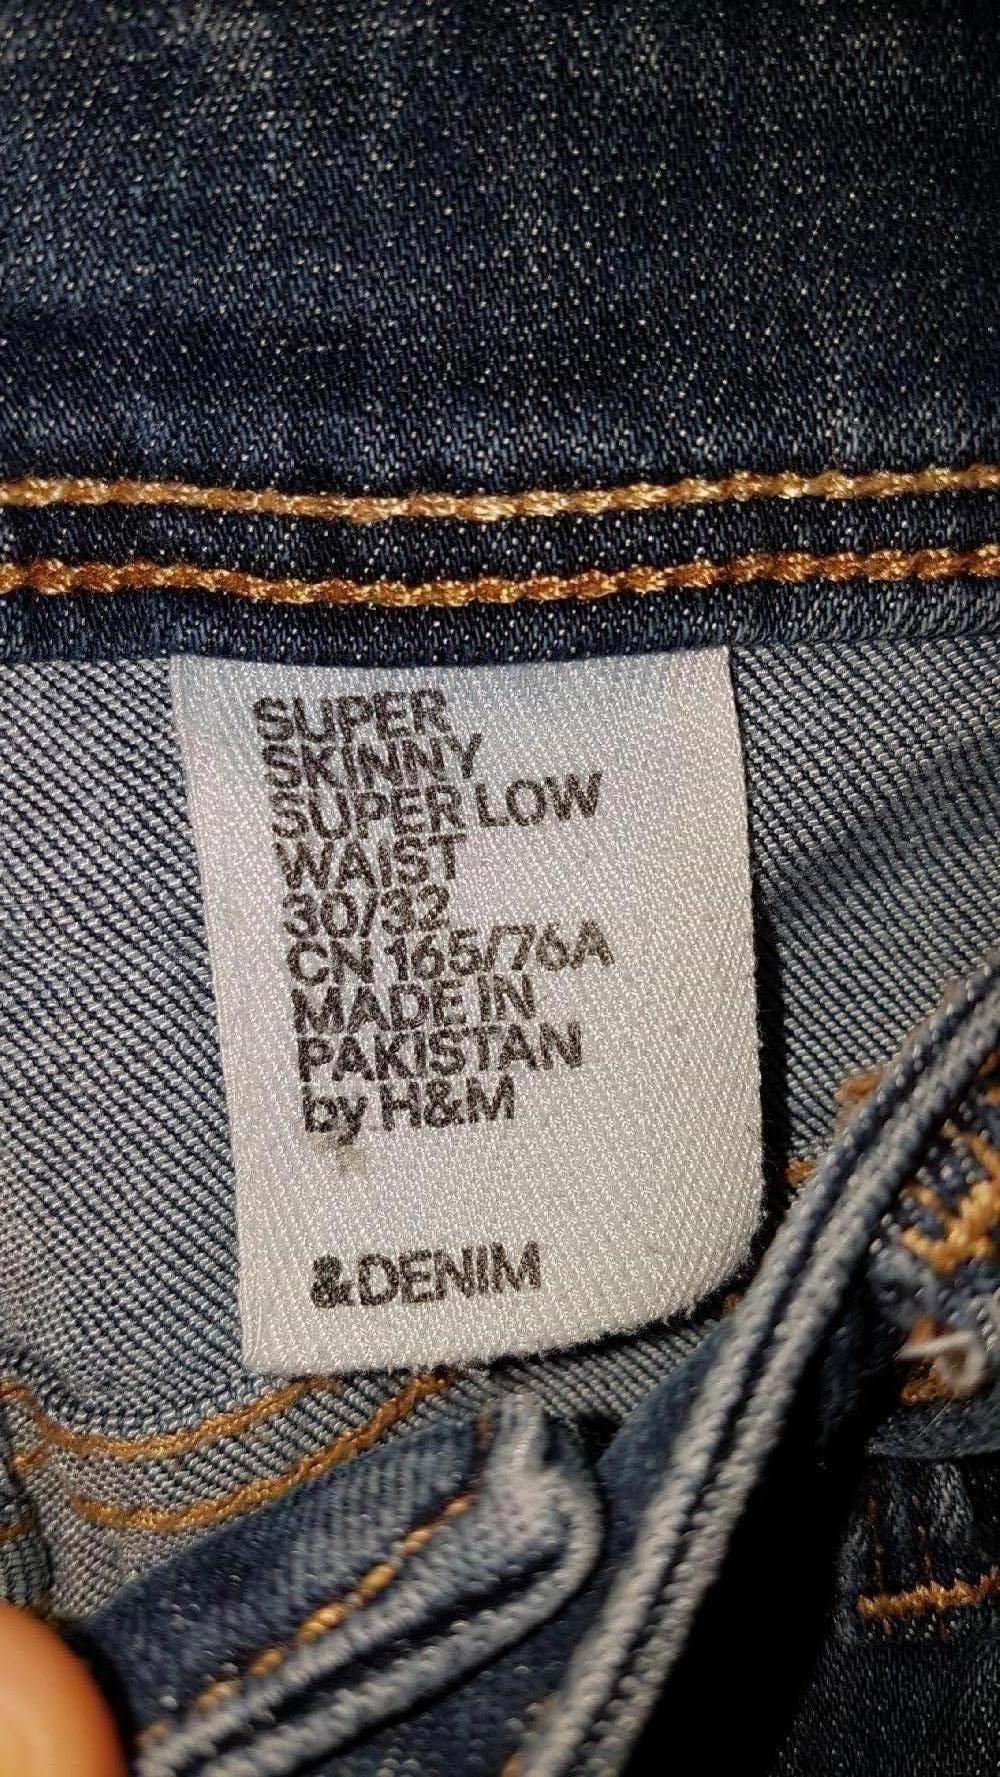 SUPER
SKINNY
SUPER LOW
WAIST
30/32
CN 165/76A
MADE IN
PAKISTAN
by H&M
&DENIM